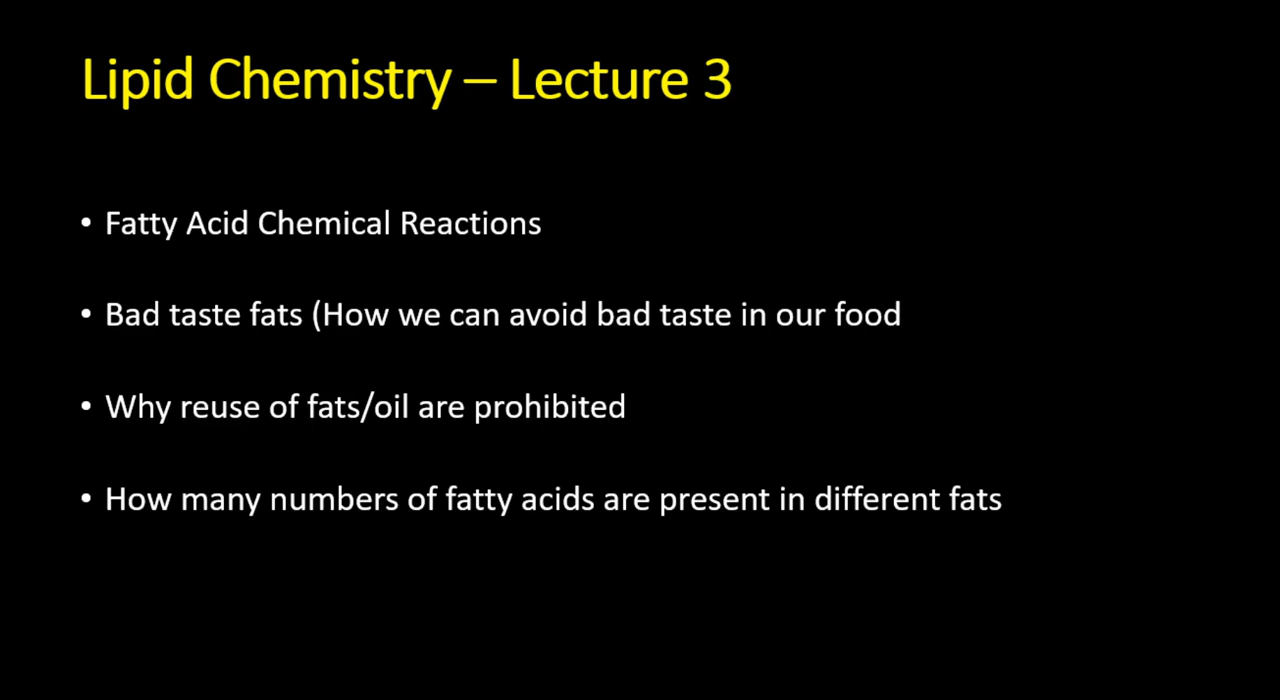 Lipid Chemistry – Lecture 3
• Fatty Acid Chemical Reactions
• Bad taste fats (How we can avoid bad taste in our food
• Why reuse of fats/oil are prohibited
• How many numbers of fatty acids are present in different fats